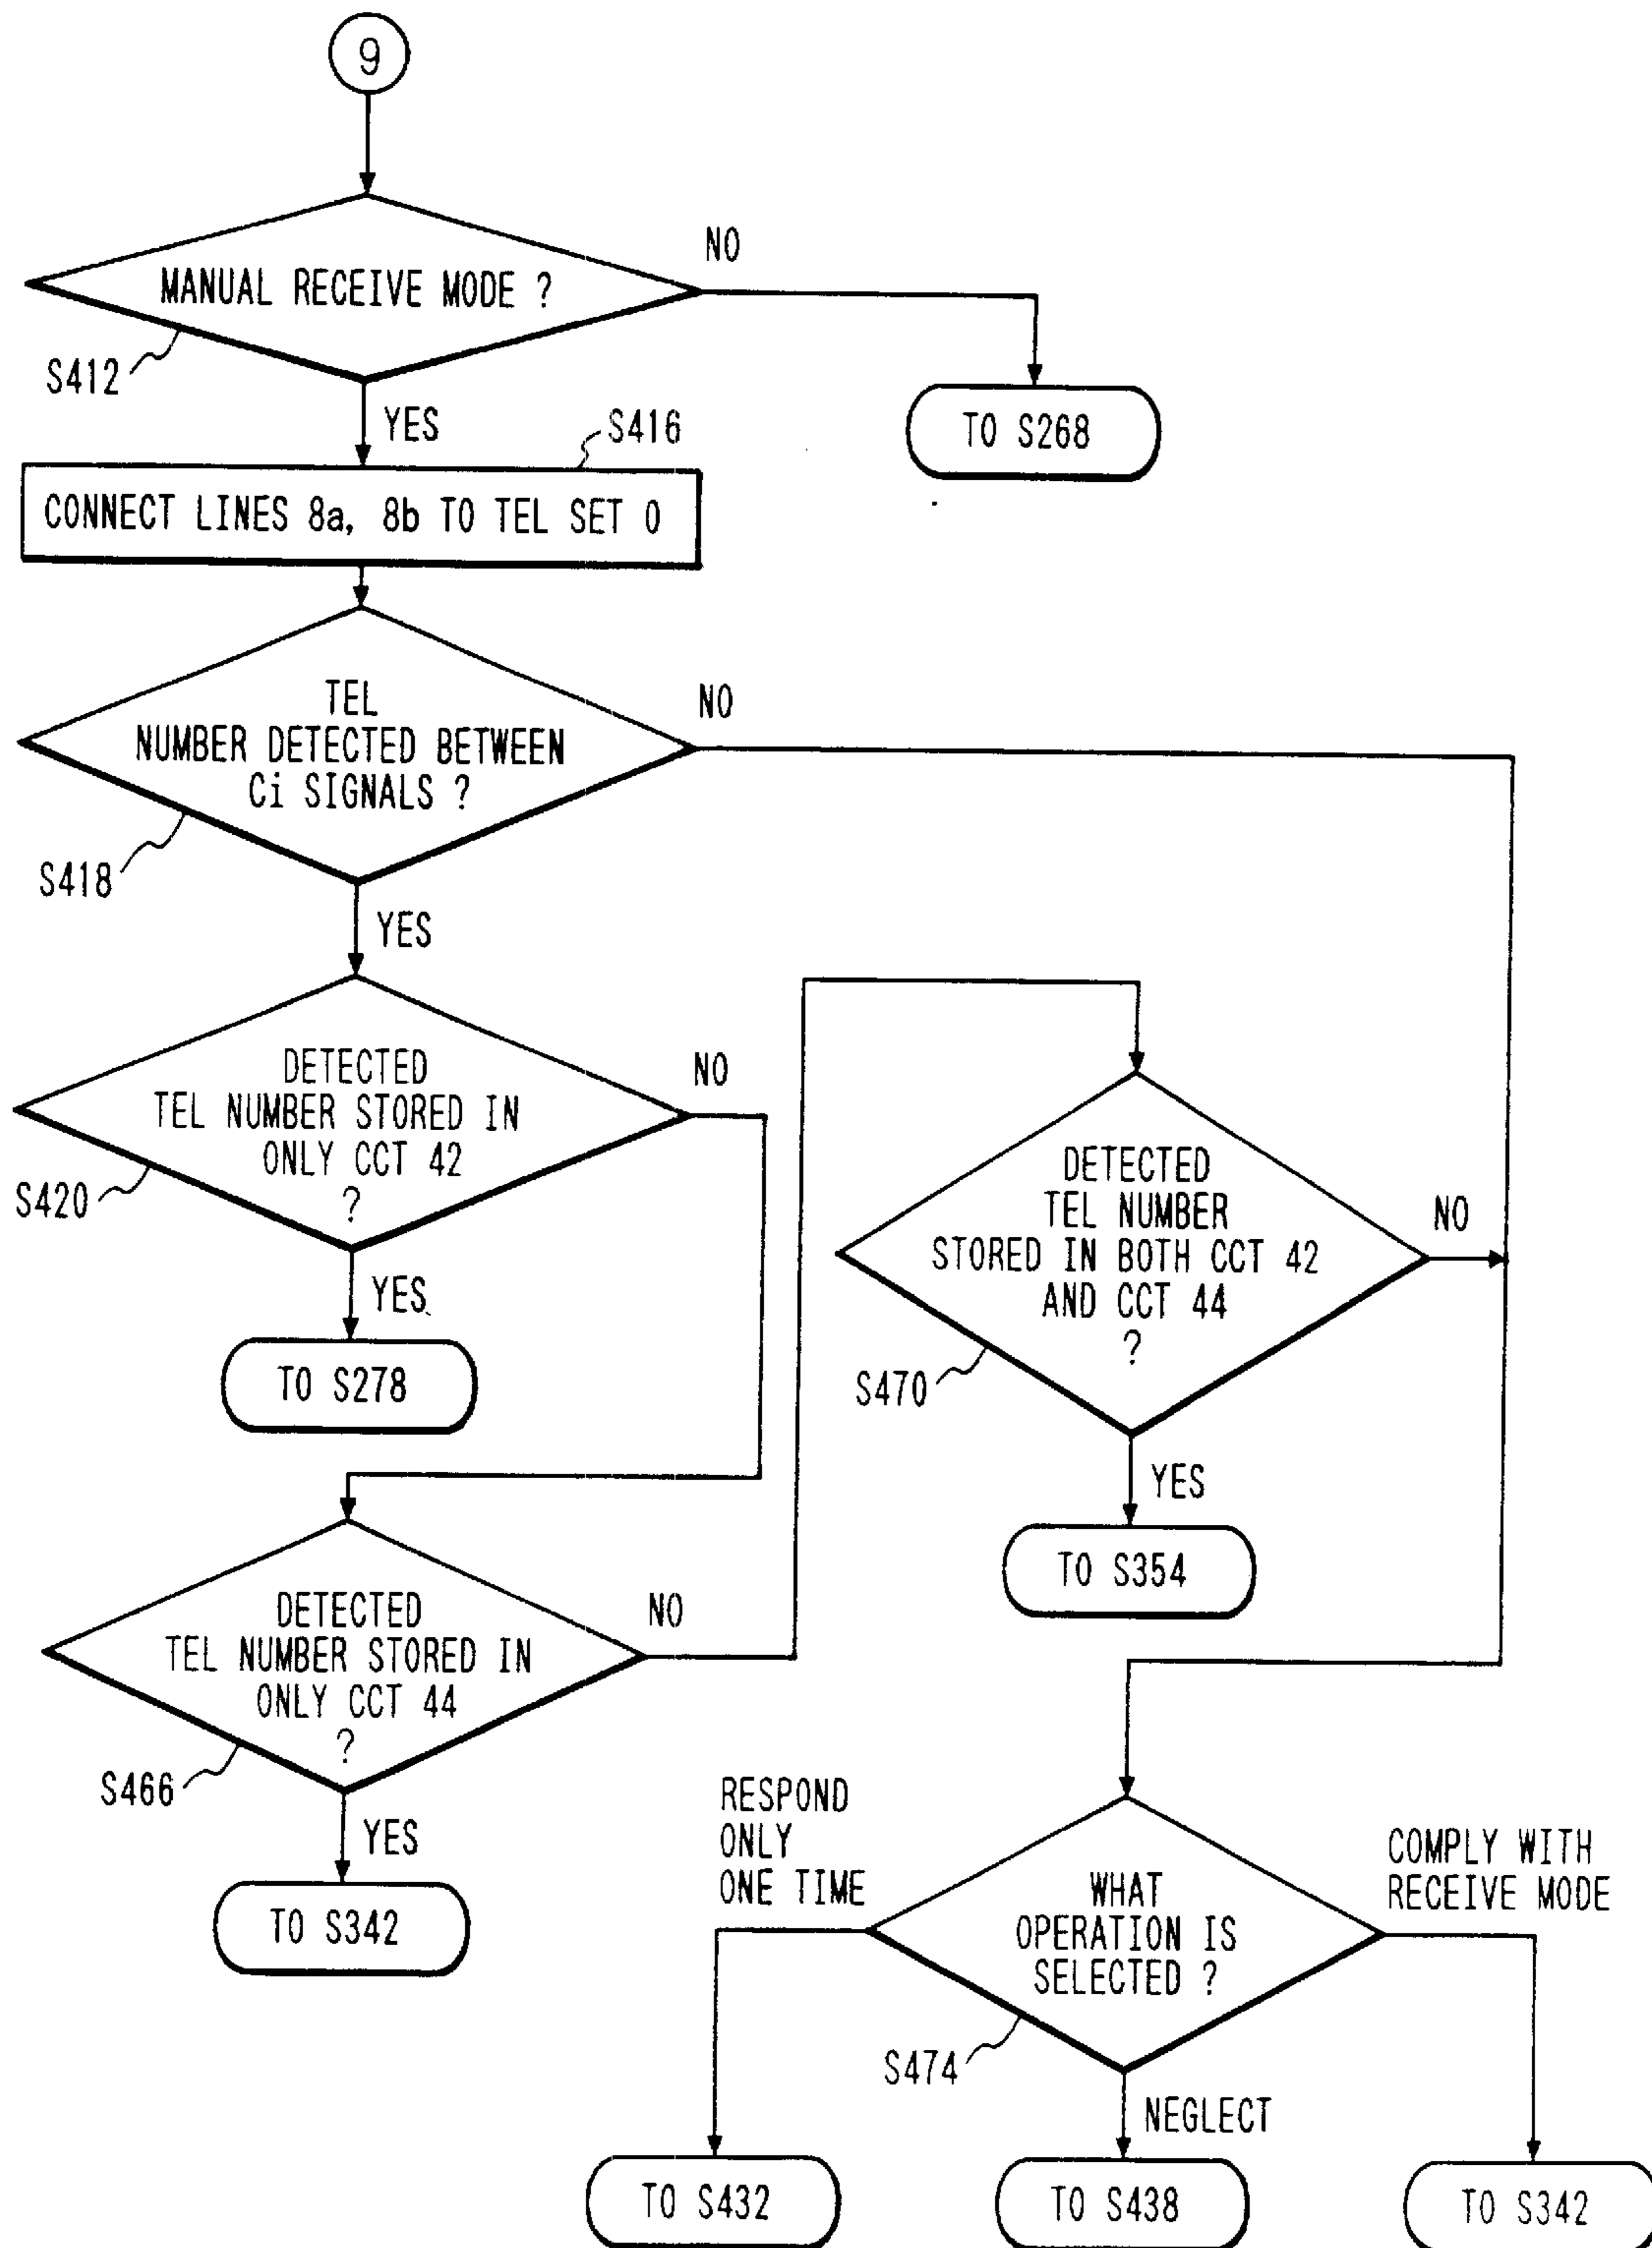 9
MANUAL RECEIVE MODE ?
NO
S412
YES
TO S268
S416
CONNECT LINES 8a, 8b TO TEL SET 0
TEL
NUMBER DETECTED BETWEEN
Ci SIGNALS ?
NO
S418
YES
DETECTED
TEL NUMBER STORED IN
ONLY CCT 42
?
NO
S420
YES
TO S278
DETECTED
TEL NUMBER STORED IN
ONLY CCT 44
?
NO
S466
YES
TO S342
DETECTED
TEL NUMBER
STORED IN BOTH CCT 42
AND CCT 44
?
NO
S470
YES
TO S354
WHAT
OPERATION IS
SELECTED ?
S474
RESPOND
ONLY
ONE TIME
COMPLY WITH
RECEIVE MODE
NEGLECT
TO S432
TO S438
TO S342